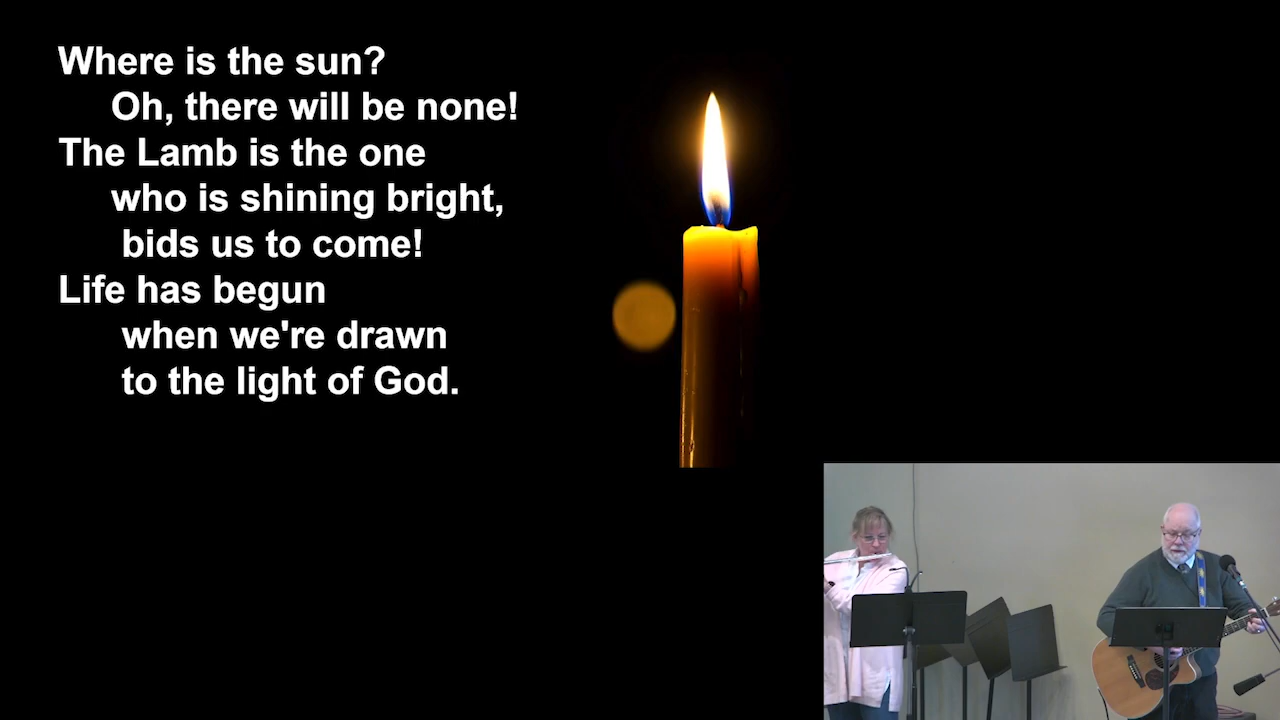 Where is the sun?
Oh, there will be none!
The Lamb is the one
who is shining bright,
bids us to come!
Life has begun
when we're drawn
to the light of God.